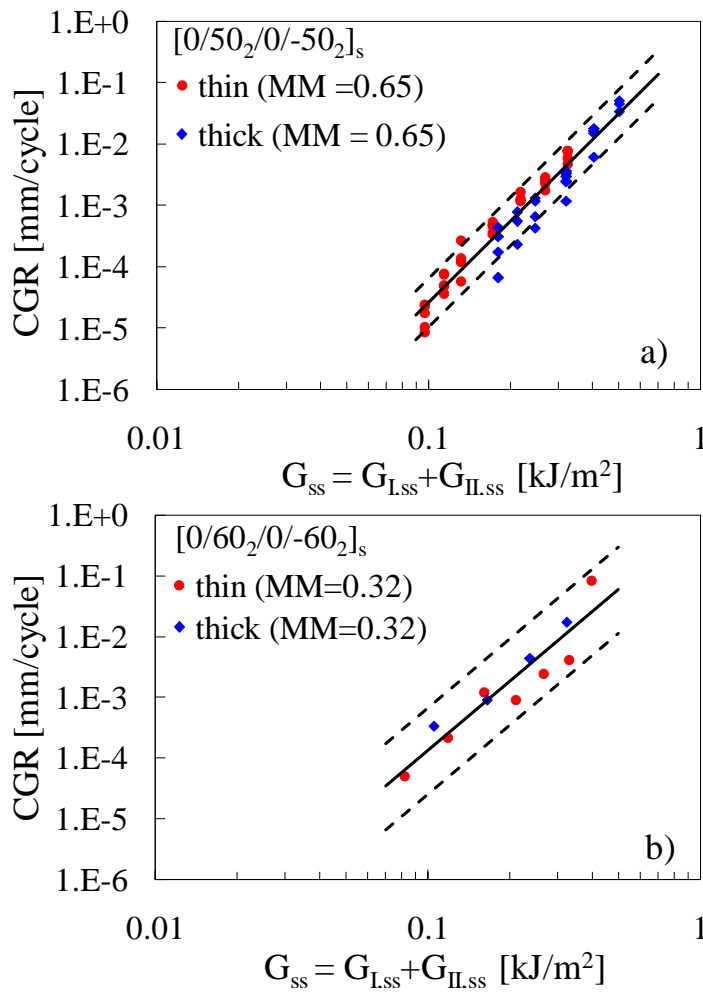 1.E+0
[0/50₂/0/-50₂]ₛ
1.E-1
thin (MM =0.65)
thick (MM = 0.65)
1.E-2
CGR [mm/cycle]
1.E-3
1.E-4
1.E-5
a)
1.E-6
0.01 0.1 1
G_ss = G_I,ss+G_II,ss [kJ/m²]
1.E+0
[0/60₂/0/-60₂]ₛ
1.E-1
thin (MM=0.32)
thick (MM=0.32)
1.E-2
CGR [mm/cycle]
1.E-3
1.E-4
1.E-5
b)
1.E-6
0.01 0.1 1
G_ss = G_I,ss+G_II,ss [kJ/m²]